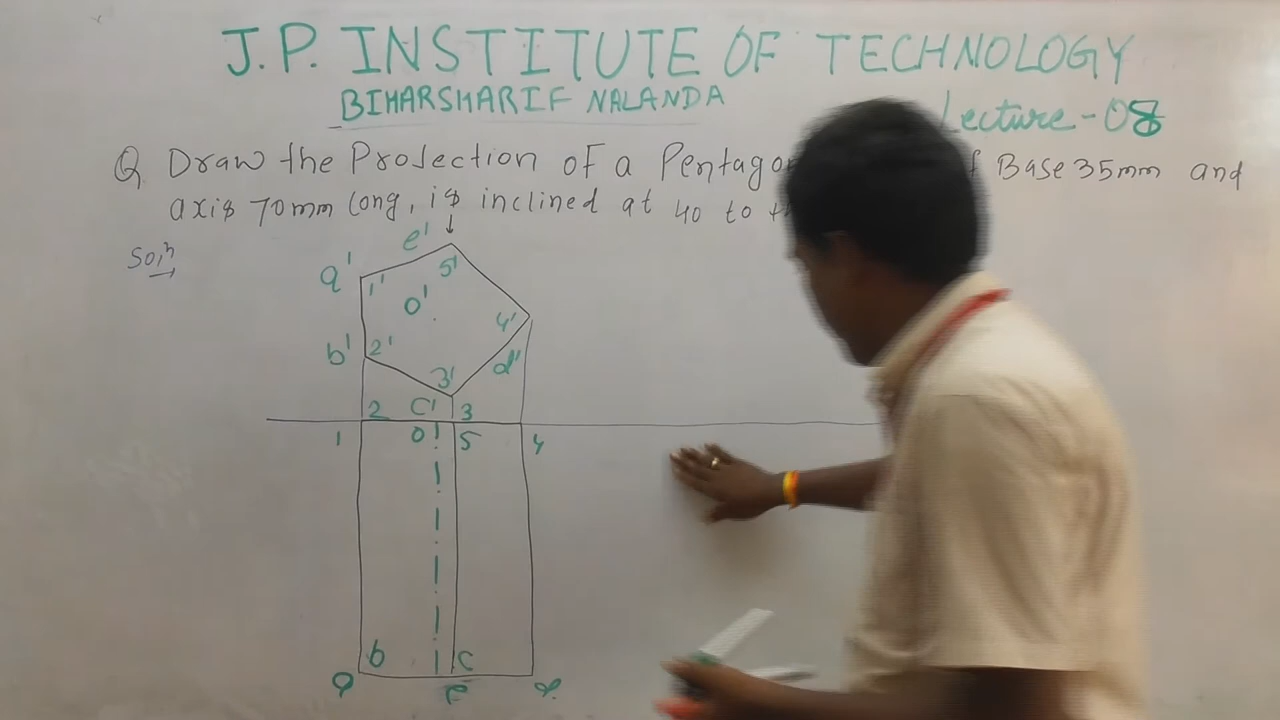 J.P. INSTITUTE OF TECHNOLOGY
BIHARSHARIF NALANDA
Lecture-08
Q Draw the Projection of a Pentagon Base 35mm and
axis 70mm long, is inclined at 40 to
Soln
e'
a' 1' 5'
o'
4'
b' 2' d'
3'
2 c' 3
1 o 5 4
b c
a e d